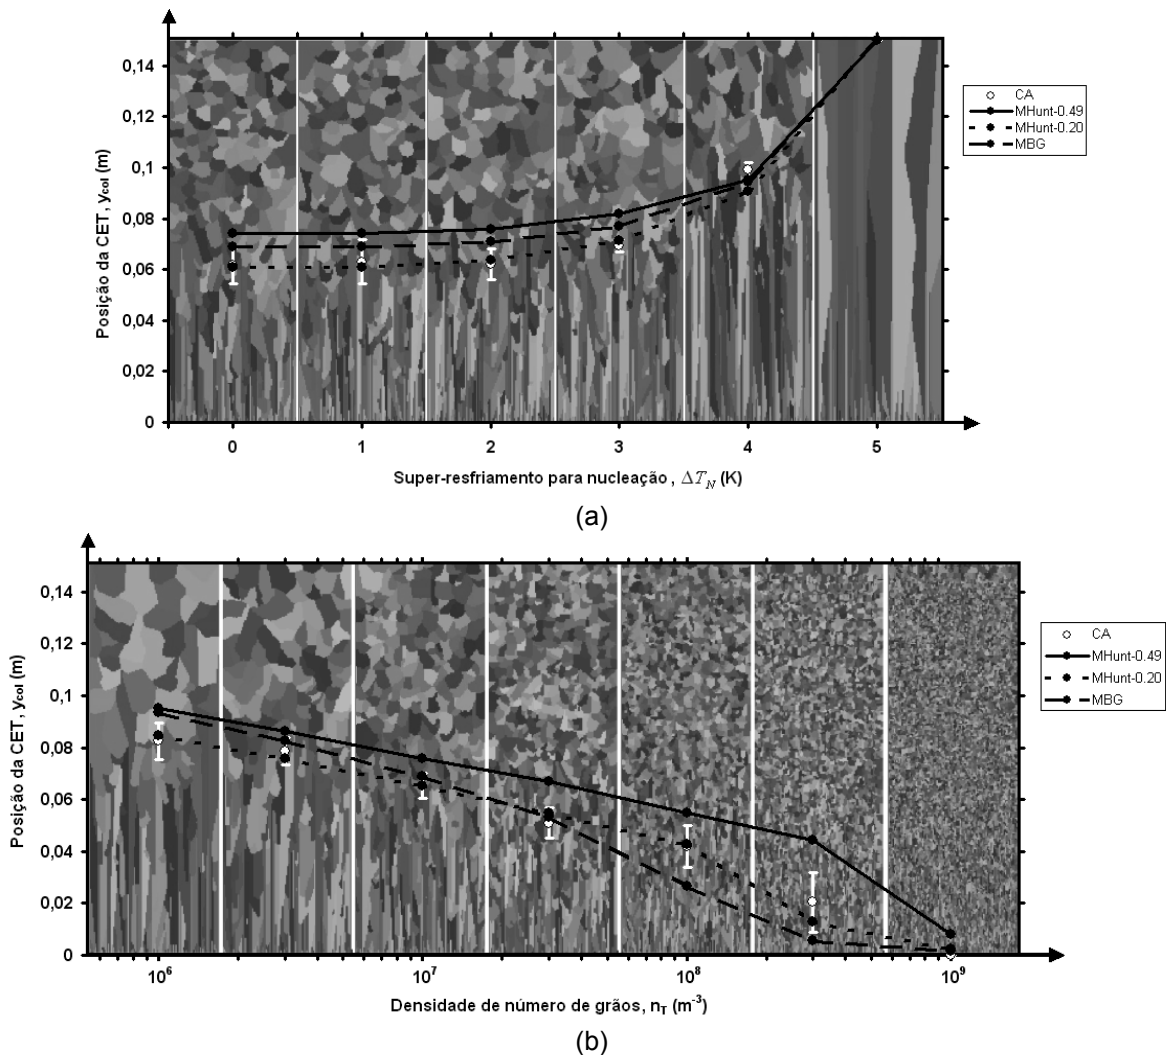 0,14
0,12
0,1
0,08
0,06
0,04
0,02
0
Posição da CET, ycol (m)
0 1 2 3 4 5
Super-resfriamento para nucleação , ΔT_N (K)
CA
MHunt-0.49
MHunt-0.20
MBG
(a)
0,14
0,12
0,1
0,08
0,06
0,04
0,02
0
Posição da CET, ycol (m)
10⁶ 10⁷ 10⁸ 10⁹
Densidade de número de grãos, nT (m⁻³)
CA
MHunt-0.49
MHunt-0.20
MBG
(b)